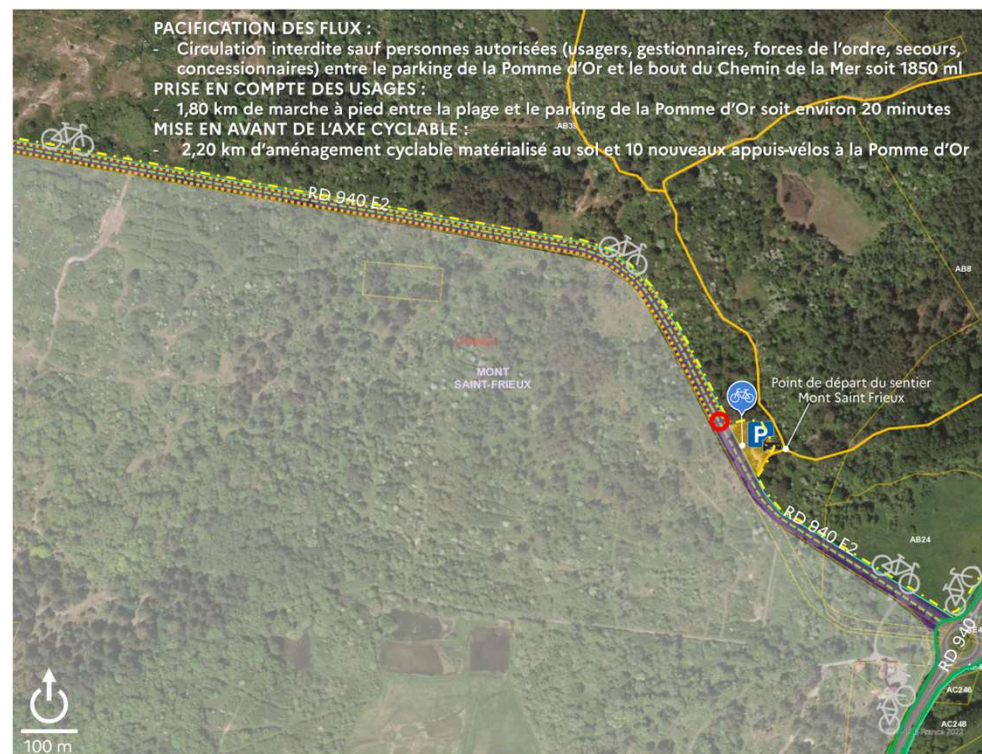 PACIFICATION DES FLUX :
- Circulation interdite sauf personnes autorisées (usagers, gestionnaires, forces de l'ordre, secours,
concessionnaires) entre le parking de la Pomme d'Or et le bout du Chemin de la Mer soit 1850 ml
PRISE EN COMPTE DES USAGES :
- 1,80 km de marche à pied entre la plage et le parking de la Pomme d'Or soit environ 20 minutes
MISE EN AVANT DE L'AXE CYCLABLE :
- 2,20 km d'aménagement cyclable matérialisé au sol et 10 nouveaux appuis-vélos à la Pomme d'Or
RD 940 E2
AB8
MONT
SAINT-FRIEUX
Point de départ du sentier
Mont Saint Frieux
P
RD 940 E2
AB24
RD 940
AC246
AC248
France 2022
100 m